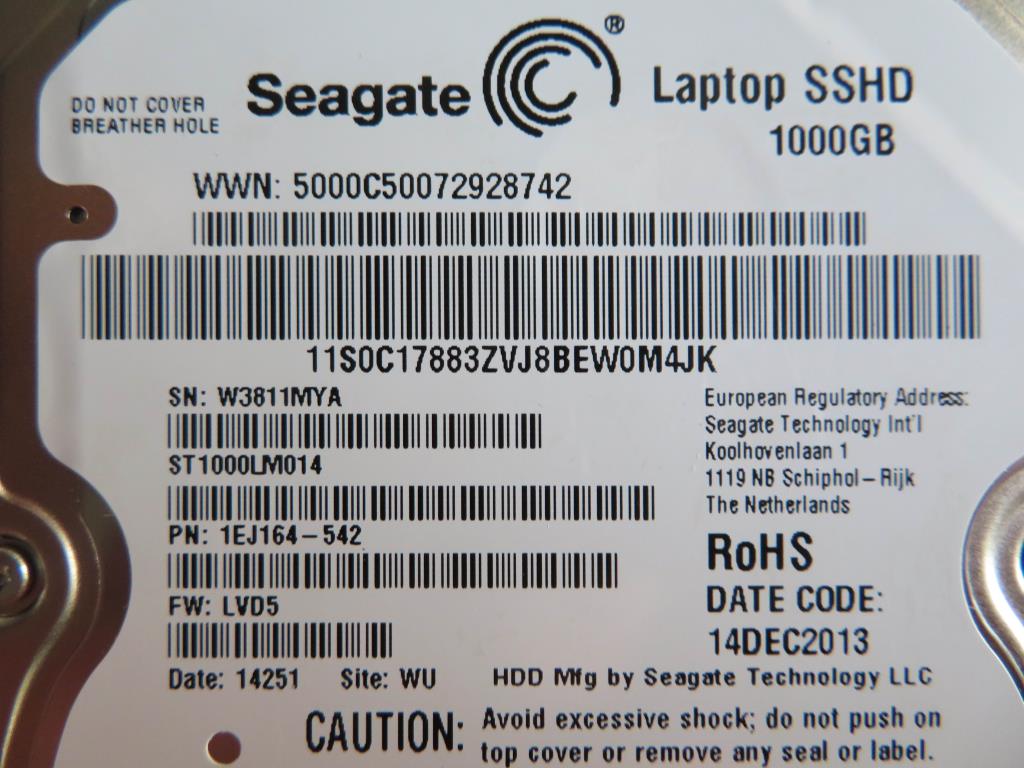 DO NOT COVER
BREATHER HOLE
Seagate®
Laptop SSHD
1000GB
WWN: 5000C50072928742
11S0C17883ZVJ8BEW0M4JK
SN: W3811MYA
ST1000LM014
PN: 1EJ164-542
FW: LVD5
Date: 14251 Site: WU
European Regulatory Address:
Seagate Technology Int'l
Koolhovenlaan 1
1119 NB Schiphol-Rijk
The Netherlands
RoHS
DATE CODE:
14DEC2013
HDD Mfg by Seagate Technology LLC
CAUTION: Avoid excessive shock; do not push on
top cover or remove any seal or label.